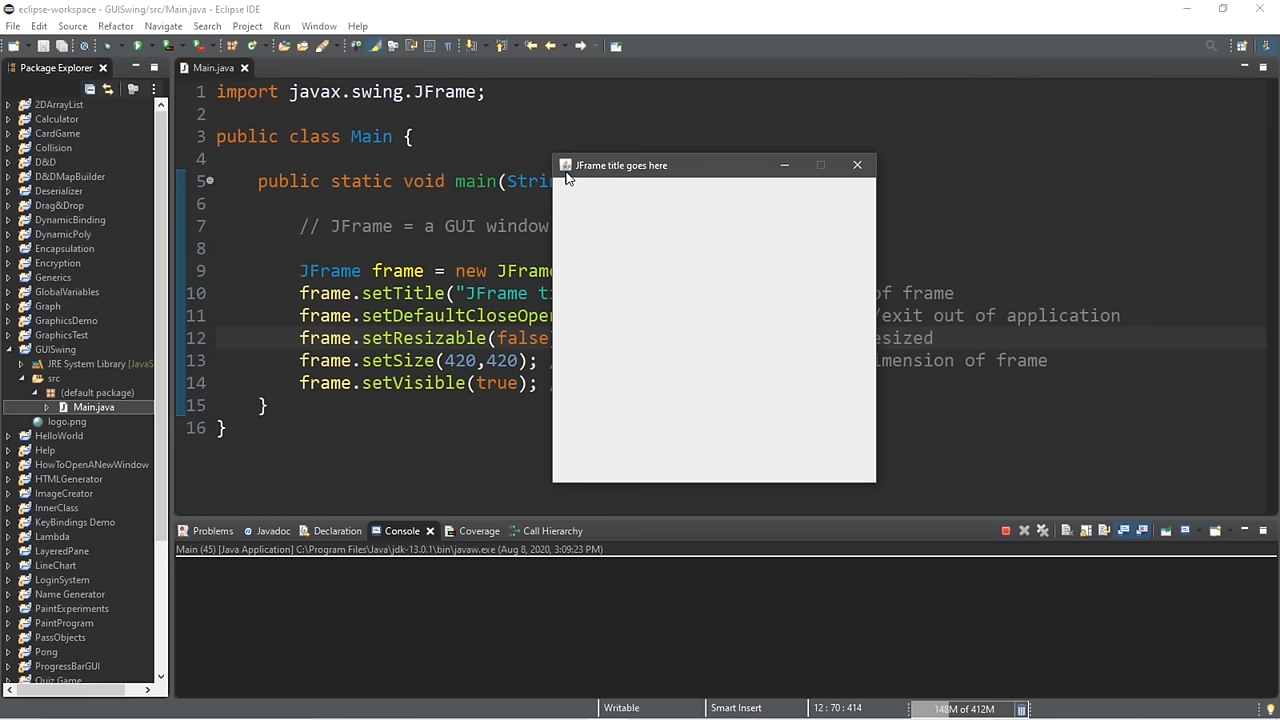 eclipse-workspace - GUISwing/src/Main.java - Eclipse IDE
File Edit Source Refactor Navigate Search Project Run Window Help
Package Explorer
2DArrayList
Calculator
CardGame
Collision
D&D
D&DMapBuilder
Deserializer
Drag&Drop
DynamicBinding
DynamicPoly
Encapsulation
Encryption
Generics
GlobalVariables
Graph
GraphicsDemo
GraphicsTest
GUISwing
JRE System Library [JavaS
src
(default package)
Main.java
logo.png
HelloWorld
Help
HowToOpenANewWindow
HTMLGenerator
ImageCreator
InnerClass
KeyBindings Demo
Lambda
LayeredPane
LineChart
LoginSystem
Name Generator
PaintExperiments
PaintProgram
PassObjects
Pong
ProgressBarGUI
Quiz Game
Main.java
1 import javax.swing.JFrame;
2
3 public class Main {
4
5 public static void main(Strin
6
7 // JFrame = a GUI window
8
9 JFrame frame = new JFrame
10 frame.setTitle("JFrame ti of frame
11 frame.setDefaultCloseOper /exit out of application
12 frame.setResizable(false) esized
13 frame.setSize(420,420); / imension of frame
14 frame.setVisible(true); /
15 }
16 }
JFrame title goes here
Problems Javadoc Declaration Console Coverage Call Hierarchy
Main (45) [Java Application] C:\Program Files\Java\jdk-13.0.1\bin\javaw.exe (Aug 8, 2020, 3:09:23 PM)
Writable Smart Insert 12 : 70 : 414 148M of 412M